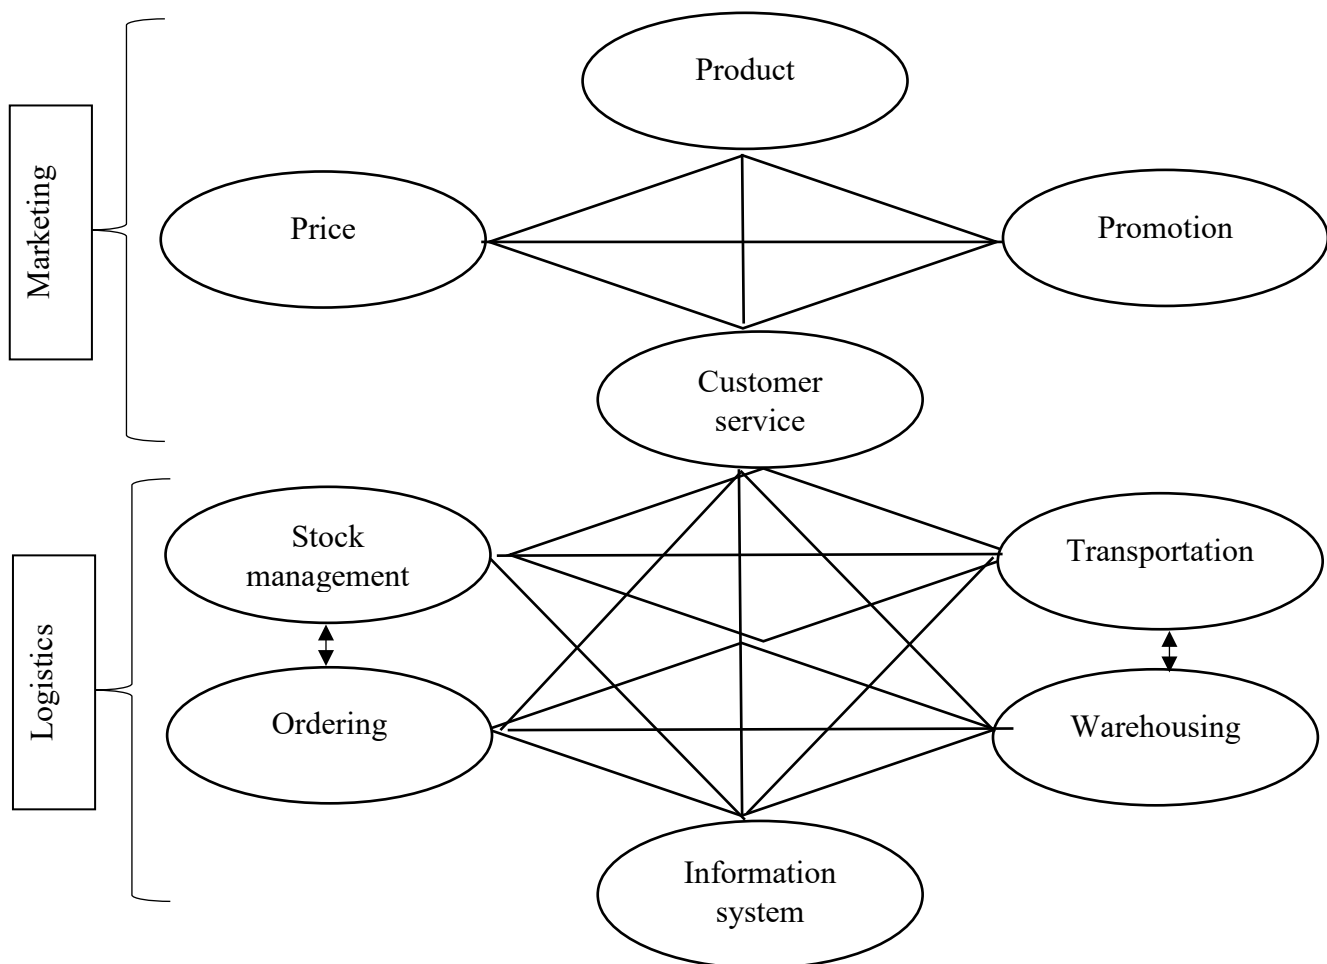 Product
Marketing
Price
Promotion
Customer
service
Stock
management
Transportation
Logistics
Ordering
Warehousing
Information
system